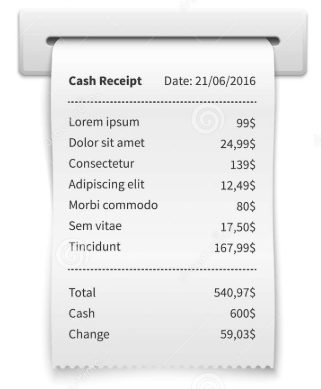 Cash Receipt Date: 21/06/2016
Lorem ipsum 99$
Dolor sit amet 24,99$
Consectetur 139$
Adipiscing elit 12,49$
Morbi commodo 80$
Sem vitae 17,50$
Tincidunt 167,99$
Total 540,97$
Cash 600$
Change 59,03$